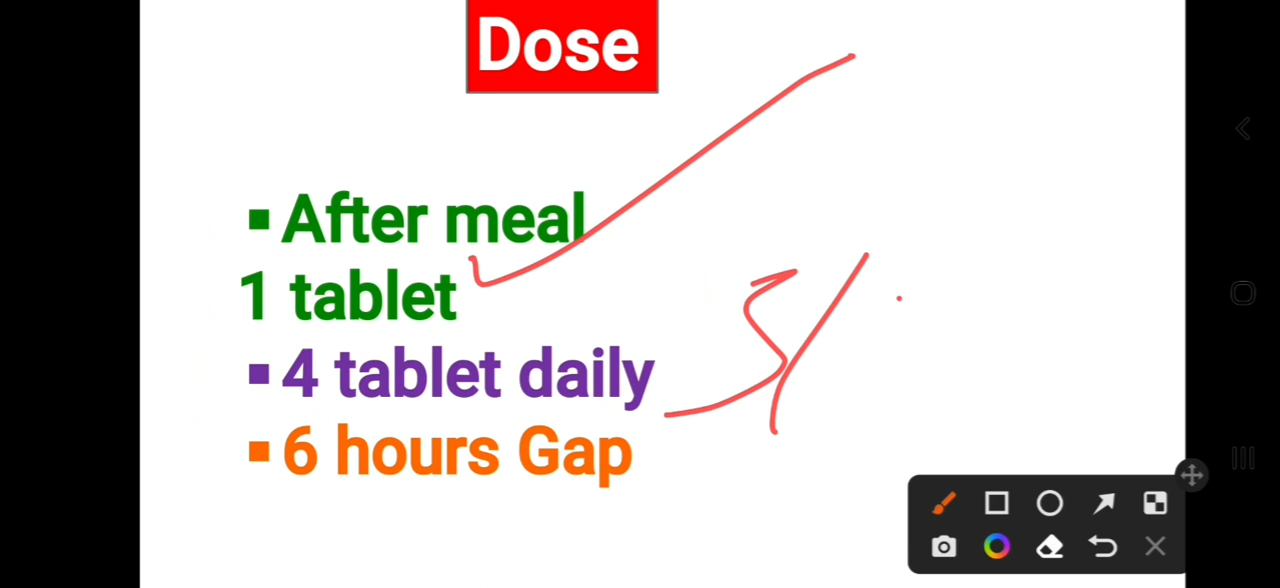 Dose
▪ After meal
1 tablet
▪ 4 tablet daily
▪ 6 hours Gap